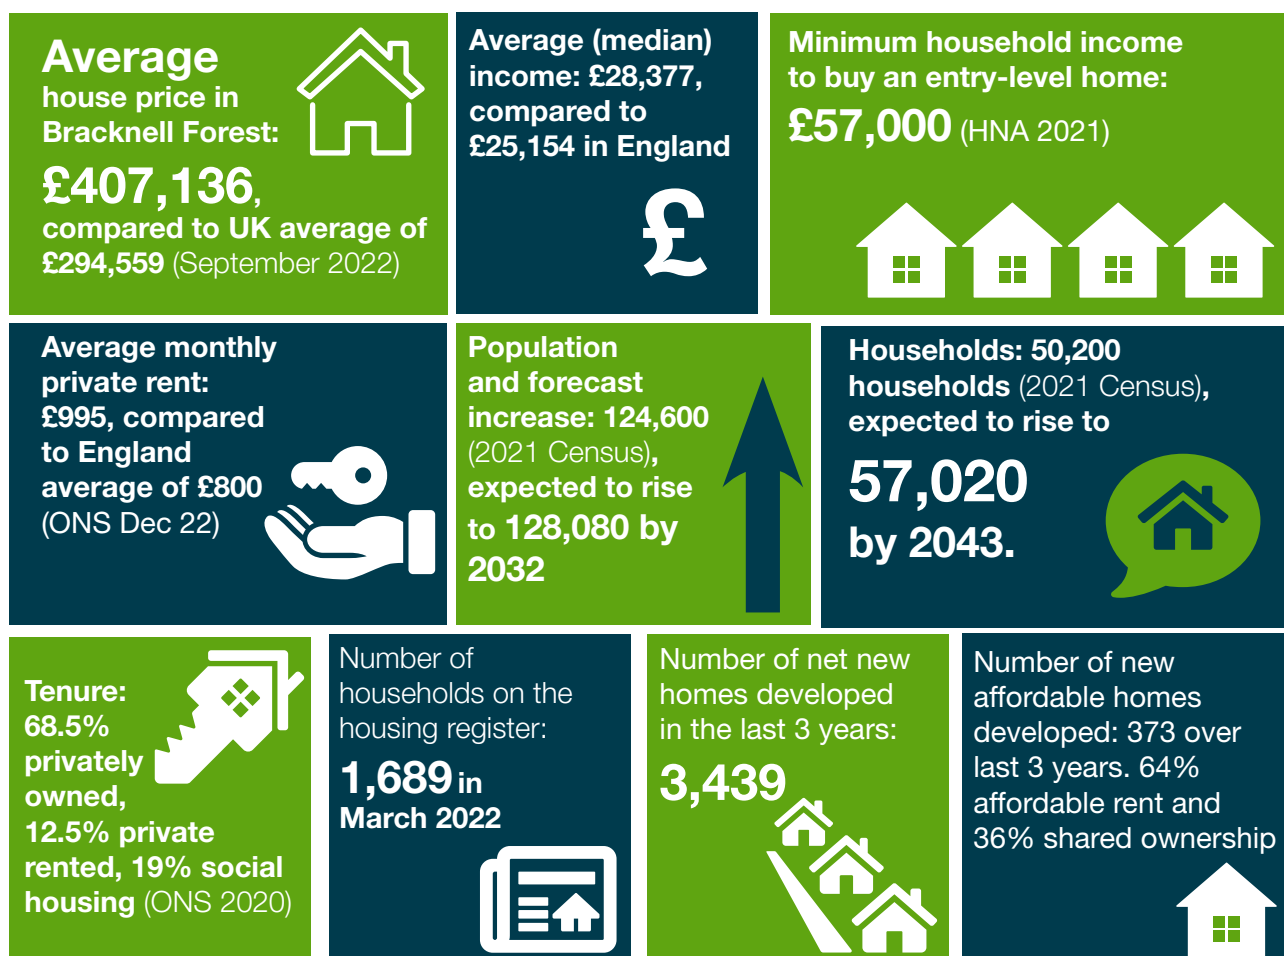 Average
house price in
Bracknell Forest:
£407,136,
compared to UK average of
£294,559 (September 2022)
Average (median)
income: £28,377,
compared to
£25,154 in England
£
Minimum household income
to buy an entry-level home:
£57,000 (HNA 2021)
Average monthly
private rent:
£995, compared
to England
average of £800
(ONS Dec 22)
Population
and forecast
increase: 124,600
(2021 Census),
expected to rise
to 128,080 by
2032
Households: 50,200
households (2021 Census),
expected to rise to
57,020
by 2043.
Tenure:
68.5%
privately
owned,
12.5% private
rented, 19% social
housing (ONS 2020)
Number of
households on the
housing register:
1,689 in
March 2022
Number of net new
homes developed
in the last 3 years:
3,439
Number of new
affordable homes
developed: 373 over
last 3 years. 64%
affordable rent and
36% shared ownership